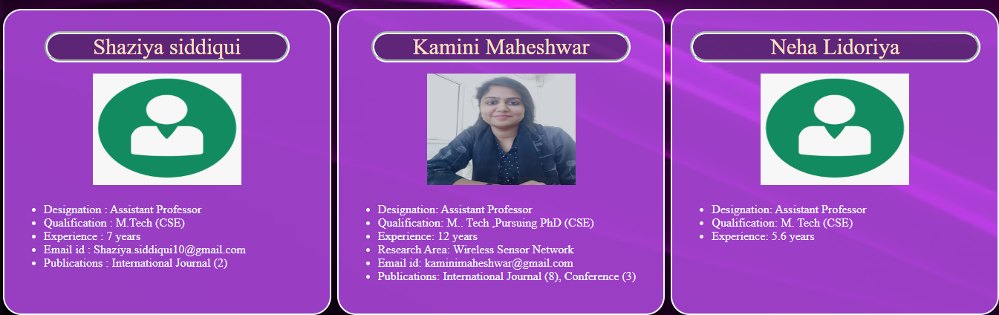 Shaziya siddiqui
Designation : Assistant Professor
Qualification : M.Tech (CSE)
Experience : 7 years
Email id : Shaziya.siddiqui10@gmail.com
Publications : International Journal (2)
Kamini Maheshwar
Designation: Assistant Professor
Qualification: M.. Tech ,Pursuing PhD (CSE)
Experience: 12 years
Research Area: Wireless Sensor Network
Email id: kaminimaheshwar@gmail.com
Publications: International Journal (8), Conference (3)
Neha Lidoriya
Designation: Assistant Professor
Qualification: M. Tech (CSE)
Experience: 5.6 years